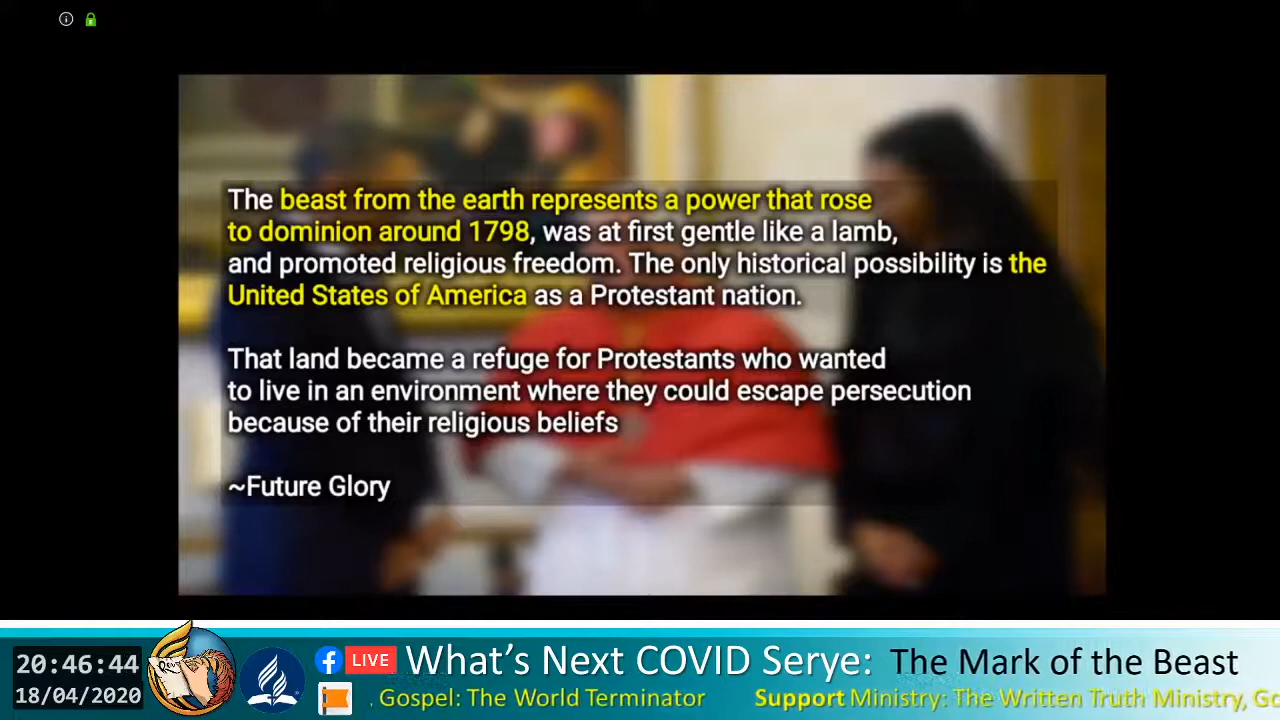 The beast from the earth represents a power that rose
to dominion around 1798, was at first gentle like a lamb,
and promoted religious freedom. The only historical possibility is the
United States of America as a Protestant nation.
That land became a refuge for Protestants who wanted
to live in an environment where they could escape persecution
because of their religious beliefs
~Future Glory
20:46:44
18/04/2020
LIVE
What's Next COVID Serye: The Mark of the Beast
. Gospel: The World Terminator Support Ministry: The Written Truth Ministry, Go